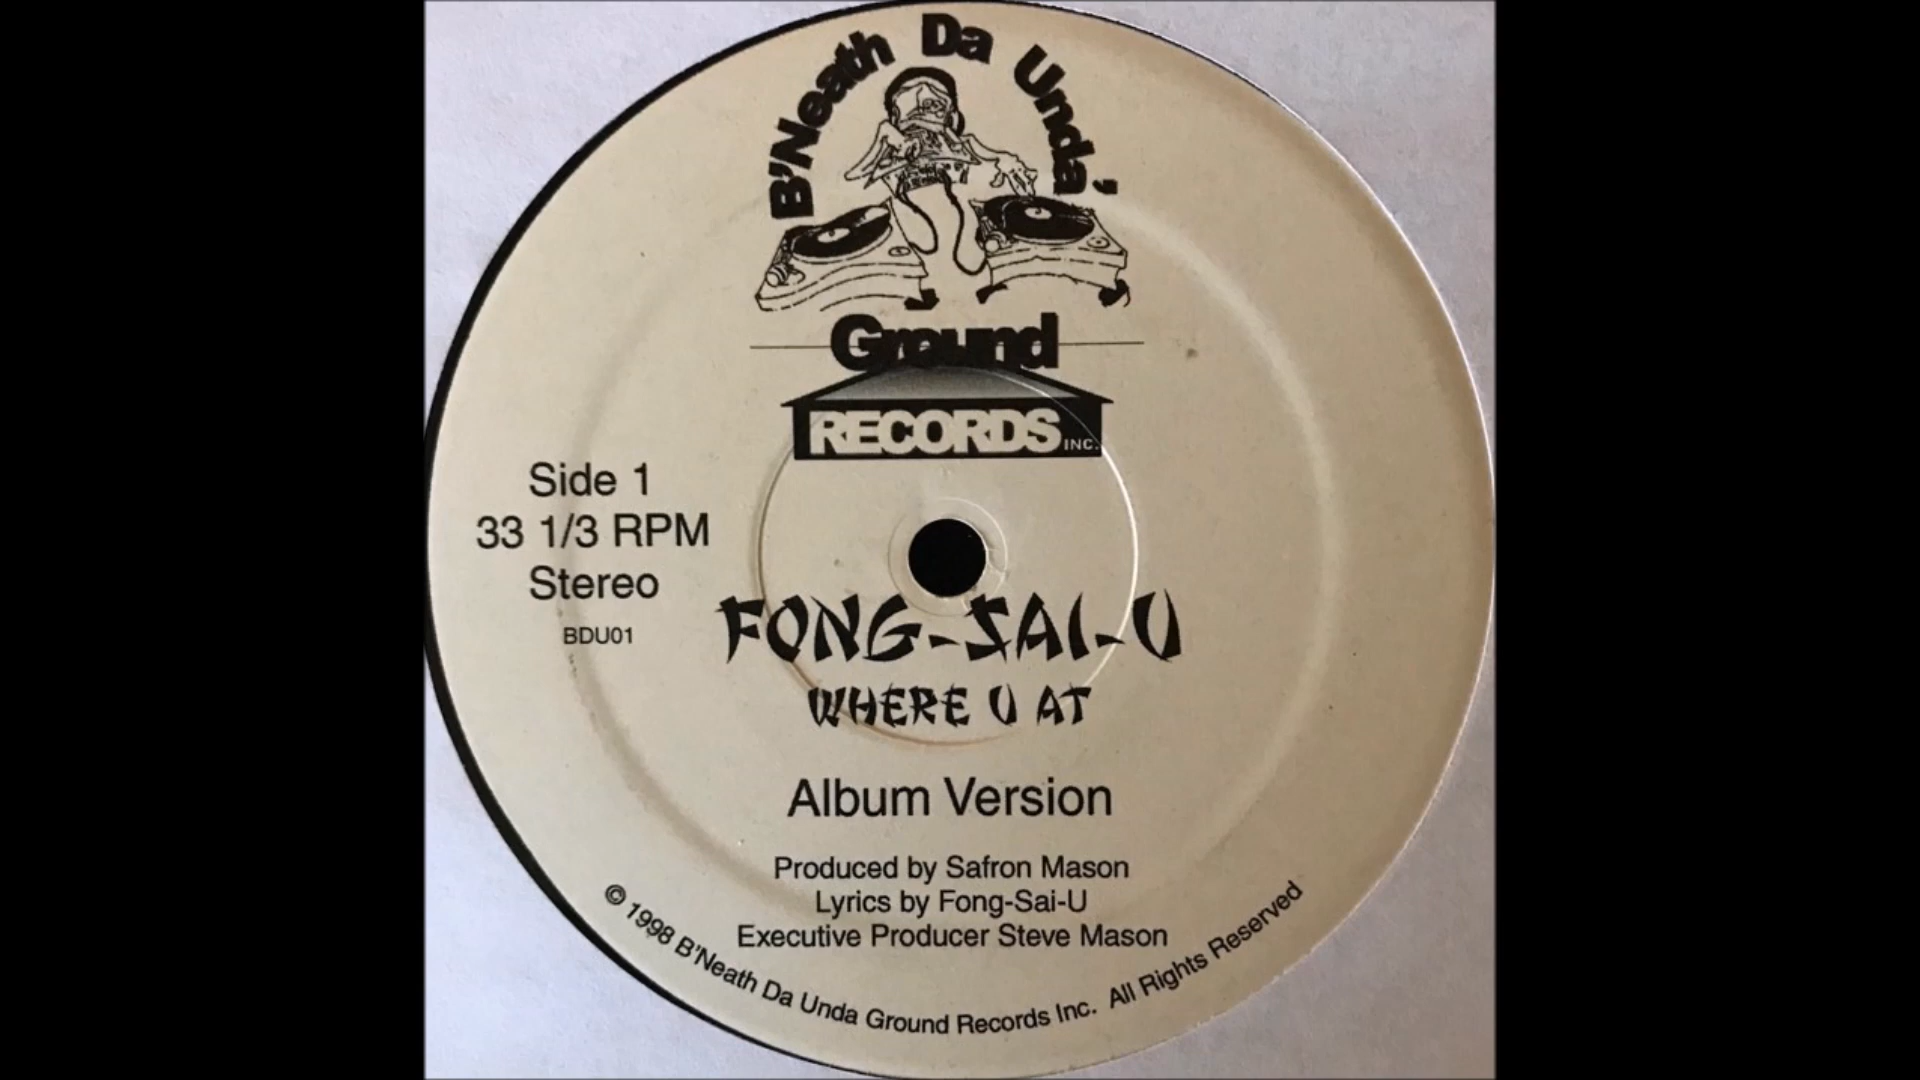 B'Neath Da Unda'
Ground
RECORDS INC.
Side 1
33 1/3 RPM
Stereo
BDU01
FONG-SAI-U
WHERE U AT
Album Version
Produced by Safron Mason
Lyrics by Fong-Sai-U
Executive Producer Steve Mason
© 1998 B'Neath Da Unda Ground Records Inc. All Rights Reserved